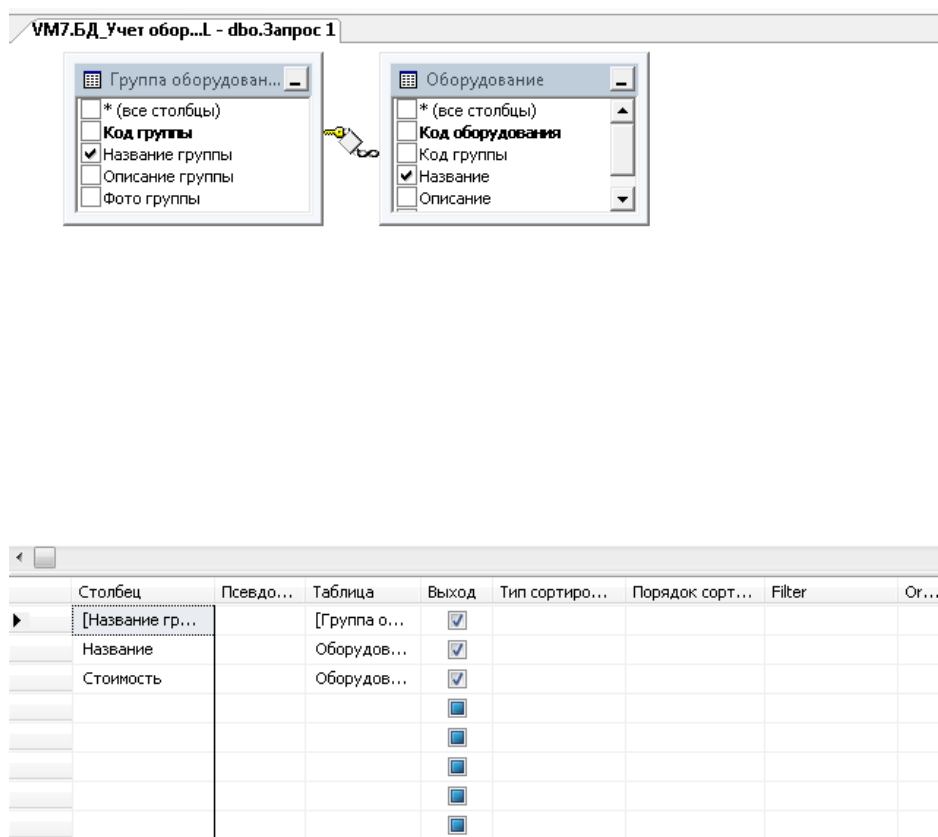 VM7.БД_Учет обор...L - dbo.Запрос 1
Группа оборудован...
* (все столбцы)
Код группы
Название группы
Описание группы
Фото группы
Оборудование
* (все столбцы)
Код оборудования
Код группы
Название
Описание
Столбец Псевдо... Таблица Выход Тип сортиро... Порядок сорт... Filter Or...
[Название гр... [Группа о...
Название Оборудов...
Стоимость Оборудов...